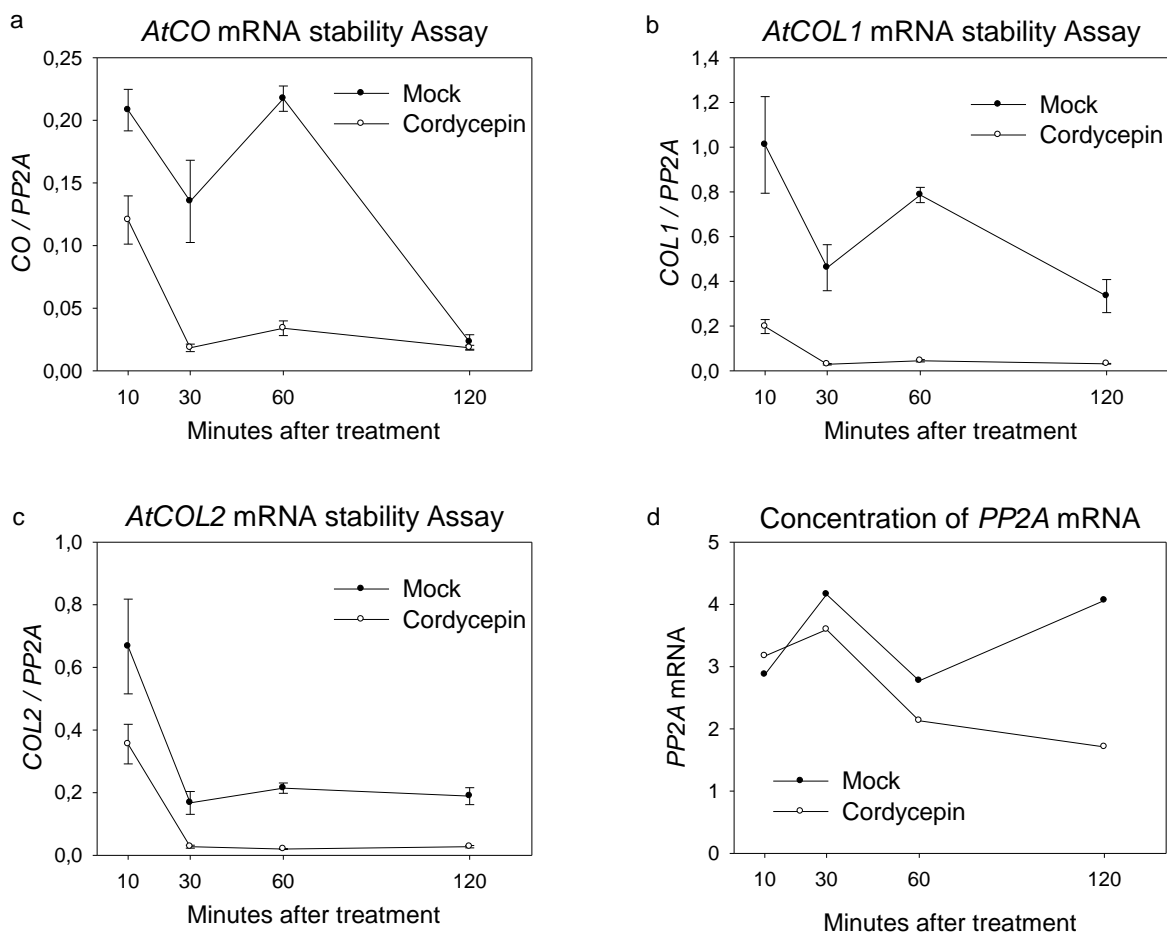 a
AtCO mRNA stability Assay
0,25
0,20
0,15
0,10
0,05
0,00
CO / PP2A
Mock
Cordycepin
10 30 60 120
Minutes after treatment
b
AtCOL1 mRNA stability Assay
1,4
1,2
1,0
0,8
0,6
0,4
0,2
0,0
COL1 / PP2A
Mock
Cordycepin
10 30 60 120
Minutes after treatment
c
AtCOL2 mRNA stability Assay
1,0
0,8
0,6
0,4
0,2
0,0
COL2 / PP2A
Mock
Cordycepin
10 30 60 120
Minutes after treatment
d
Concentration of PP2A mRNA
5
4
3
2
1
0
PP2A mRNA
Mock
Cordycepin
10 30 60 120
Minutes after treatment